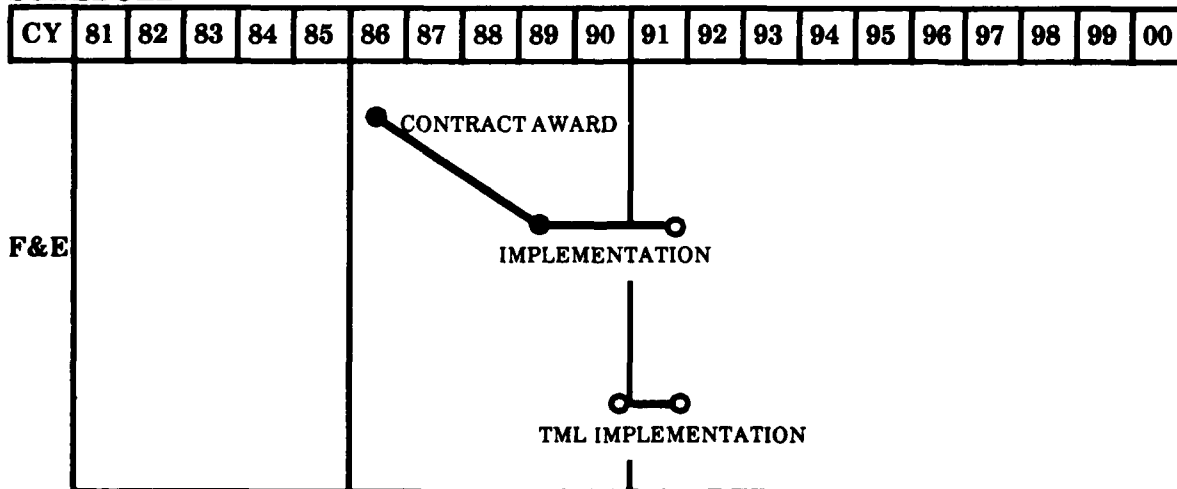 CY 81 82 83 84 85 86 87 88 89 90 91 92 93 94 95 96 97 98 99 00
CONTRACT AWARD
F&E
IMPLEMENTATION
TML IMPLEMENTATION